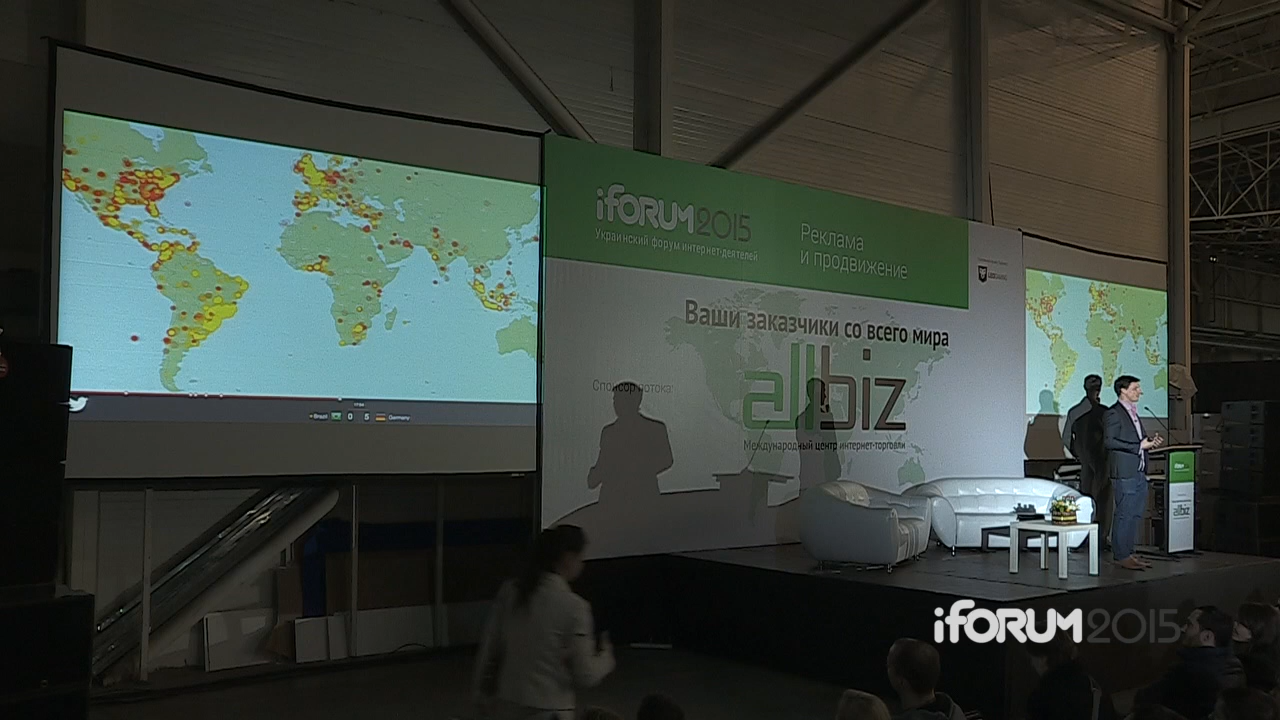 iFORUM2015
Украинский форум интернет-деятелей
Реклама
и продвижение
Ваши заказчики со всего мира
Спонсор потока:
allbiz
Международный центр интернет-торговли
Brazil 0 5 Germany
allbiz
iFORUM2015